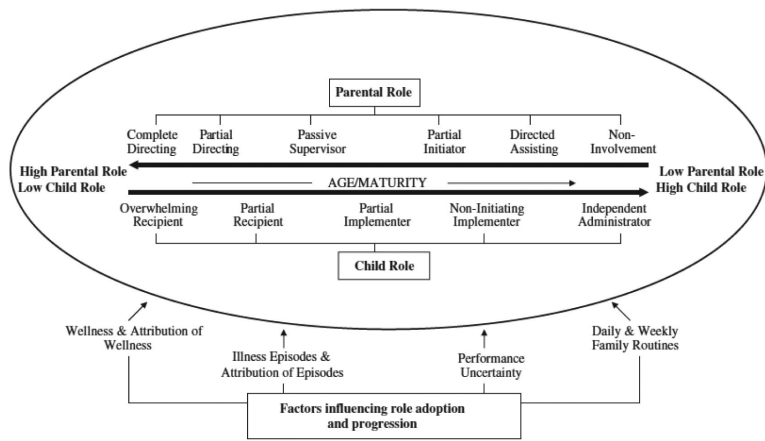 Parental Role
Complete Directing
Partial Directing
Passive Supervisor
Partial Initiator
Directed Assisting
Non-Involvement
High Parental Role
Low Child Role
Low Parental Role
High Child Role
AGE/MATURITY
Overwhelming Recipient
Partial Recipient
Partial Implementer
Non-Initiating Implementer
Independent Administrator
Child Role
Wellness & Attribution of
Wellness
Illness Episodes &
Attribution of Episodes
Performance
Uncertainty
Daily & Weekly
Family Routines
Factors influencing role adoption
and progression